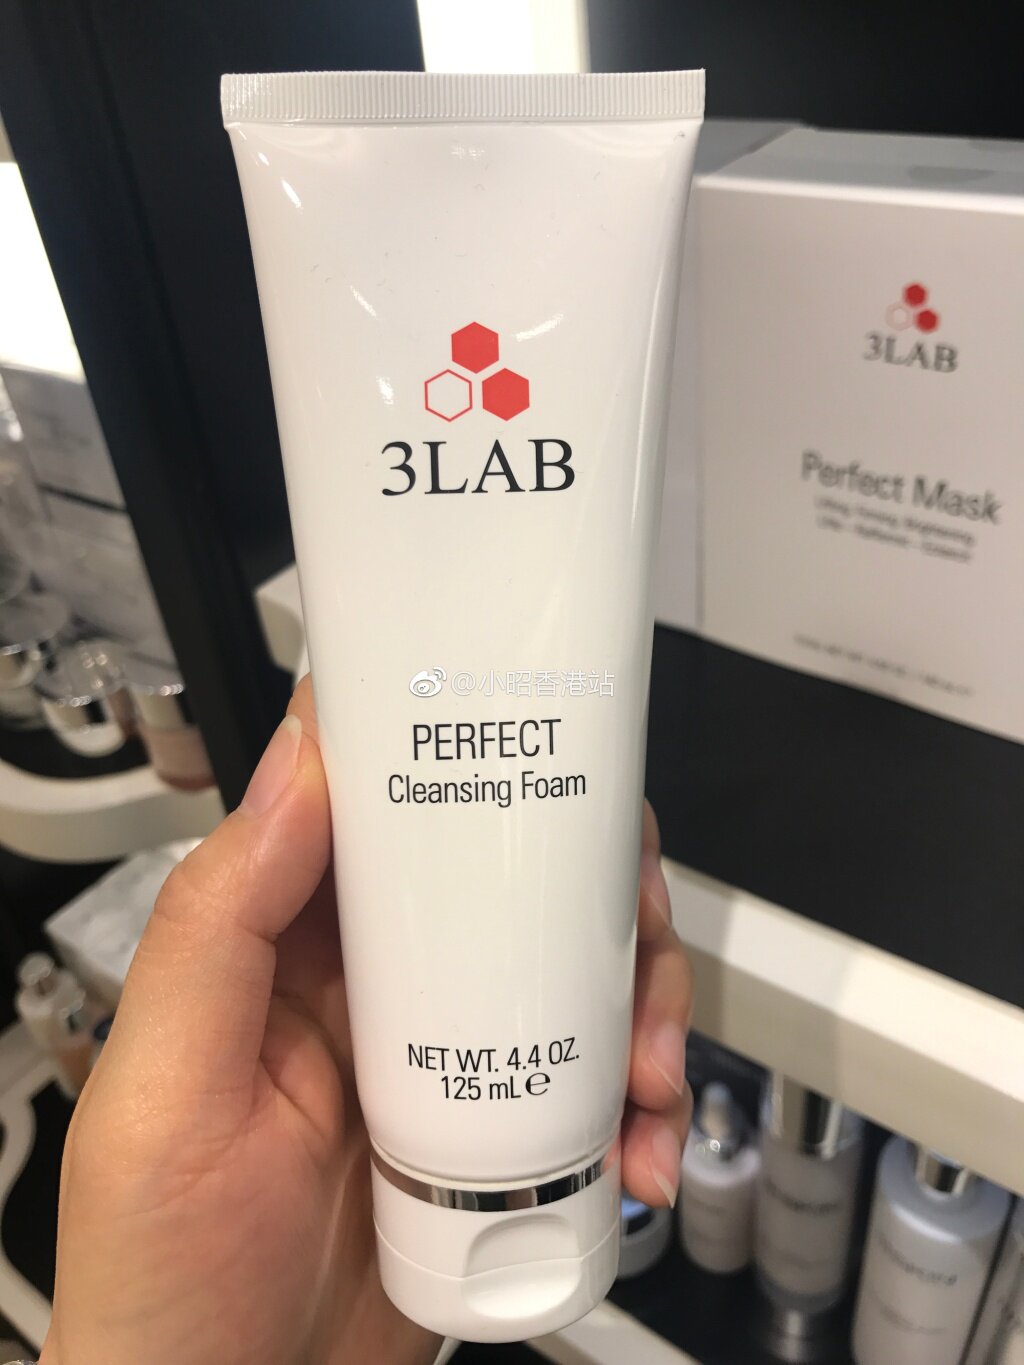 3LAB
@小昭香港站
PERFECT
Cleansing Foam
NET WT. 4.4 OZ.
125 mL℮
3LAB
Perfect Mask